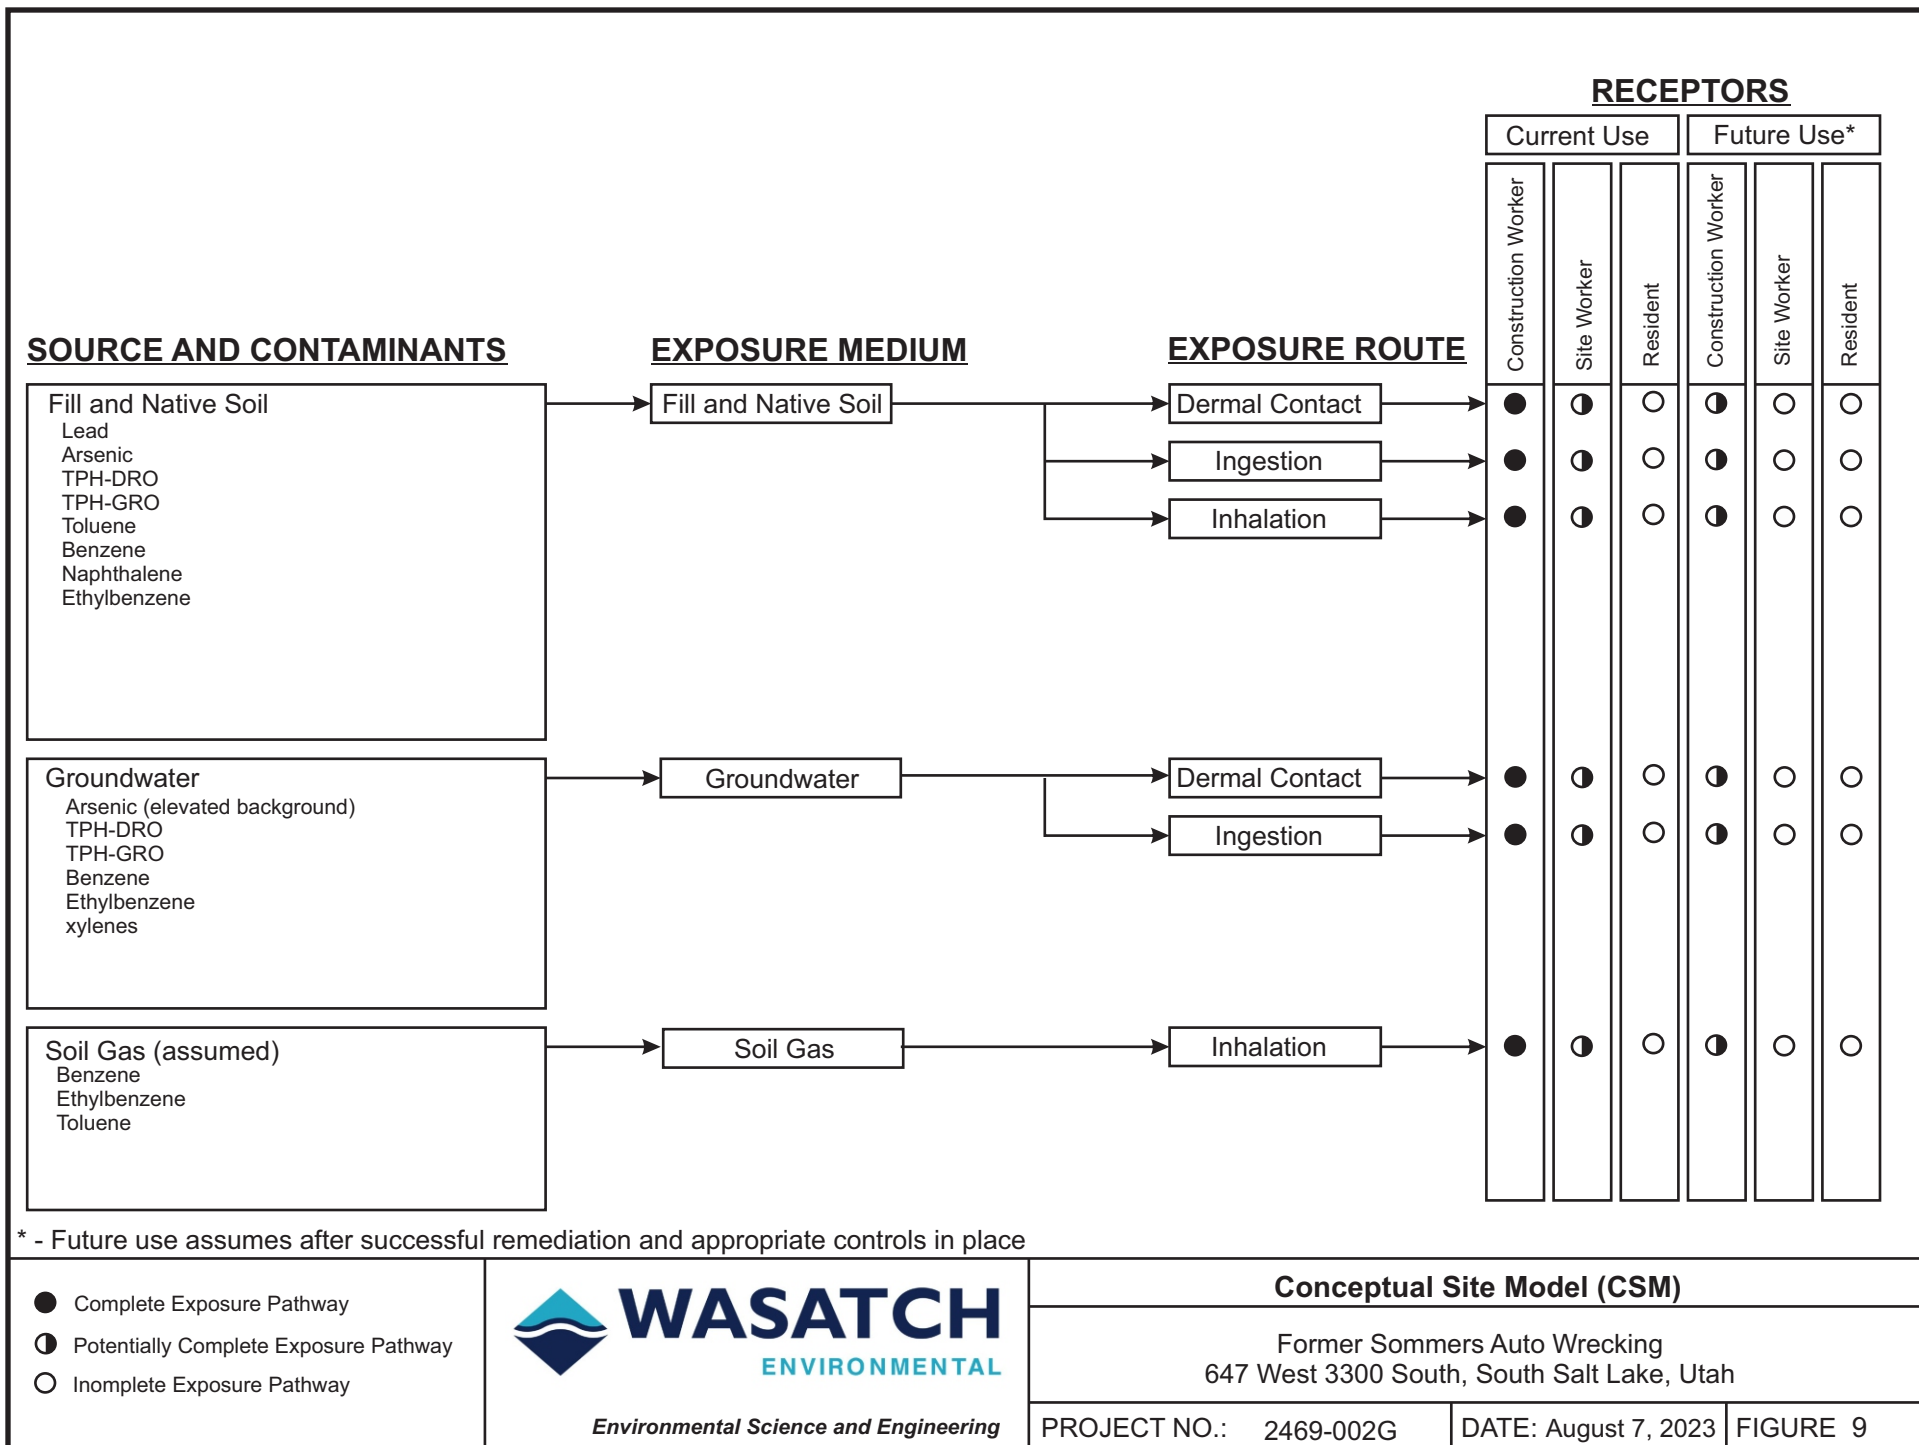 RECEPTORS
Current Use
Future Use*
Construction Worker
Site Worker
Resident
Construction Worker
Site Worker
Resident
SOURCE AND CONTAMINANTS
EXPOSURE MEDIUM
EXPOSURE ROUTE
Fill and Native Soil
Lead
Arsenic
TPH-DRO
TPH-GRO
Toluene
Benzene
Naphthalene
Ethylbenzene
Fill and Native Soil
Dermal Contact
Ingestion
Inhalation
Groundwater
Arsenic (elevated background)
TPH-DRO
TPH-GRO
Benzene
Ethylbenzene
xylenes
Groundwater
Dermal Contact
Ingestion
Soil Gas (assumed)
Benzene
Ethylbenzene
Toluene
Soil Gas
Inhalation
* - Future use assumes after successful remediation and appropriate controls in place
Complete Exposure Pathway
Potentially Complete Exposure Pathway
Inomplete Exposure Pathway
WASATCH
ENVIRONMENTAL
Environmental Science and Engineering
Conceptual Site Model (CSM)
Former Sommers Auto Wrecking
647 West 3300 South, South Salt Lake, Utah
PROJECT NO.: 2469-002G
DATE: August 7, 2023
FIGURE 9